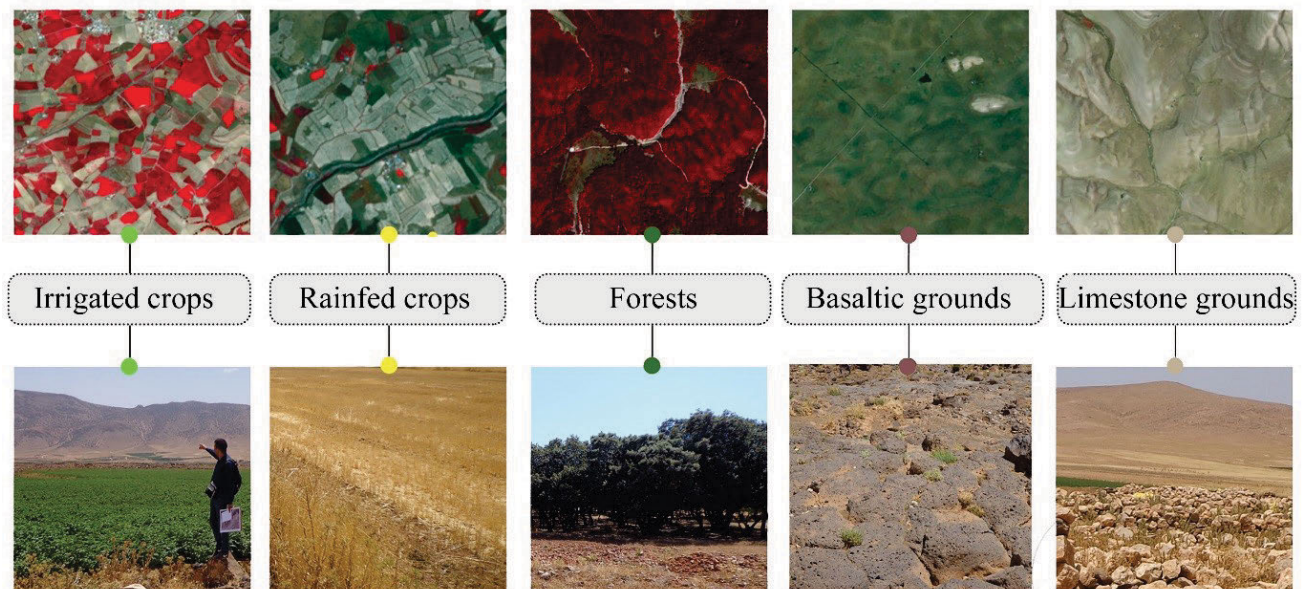 Irrigated crops
Rainfed crops
Forests
Basaltic grounds
Limestone grounds